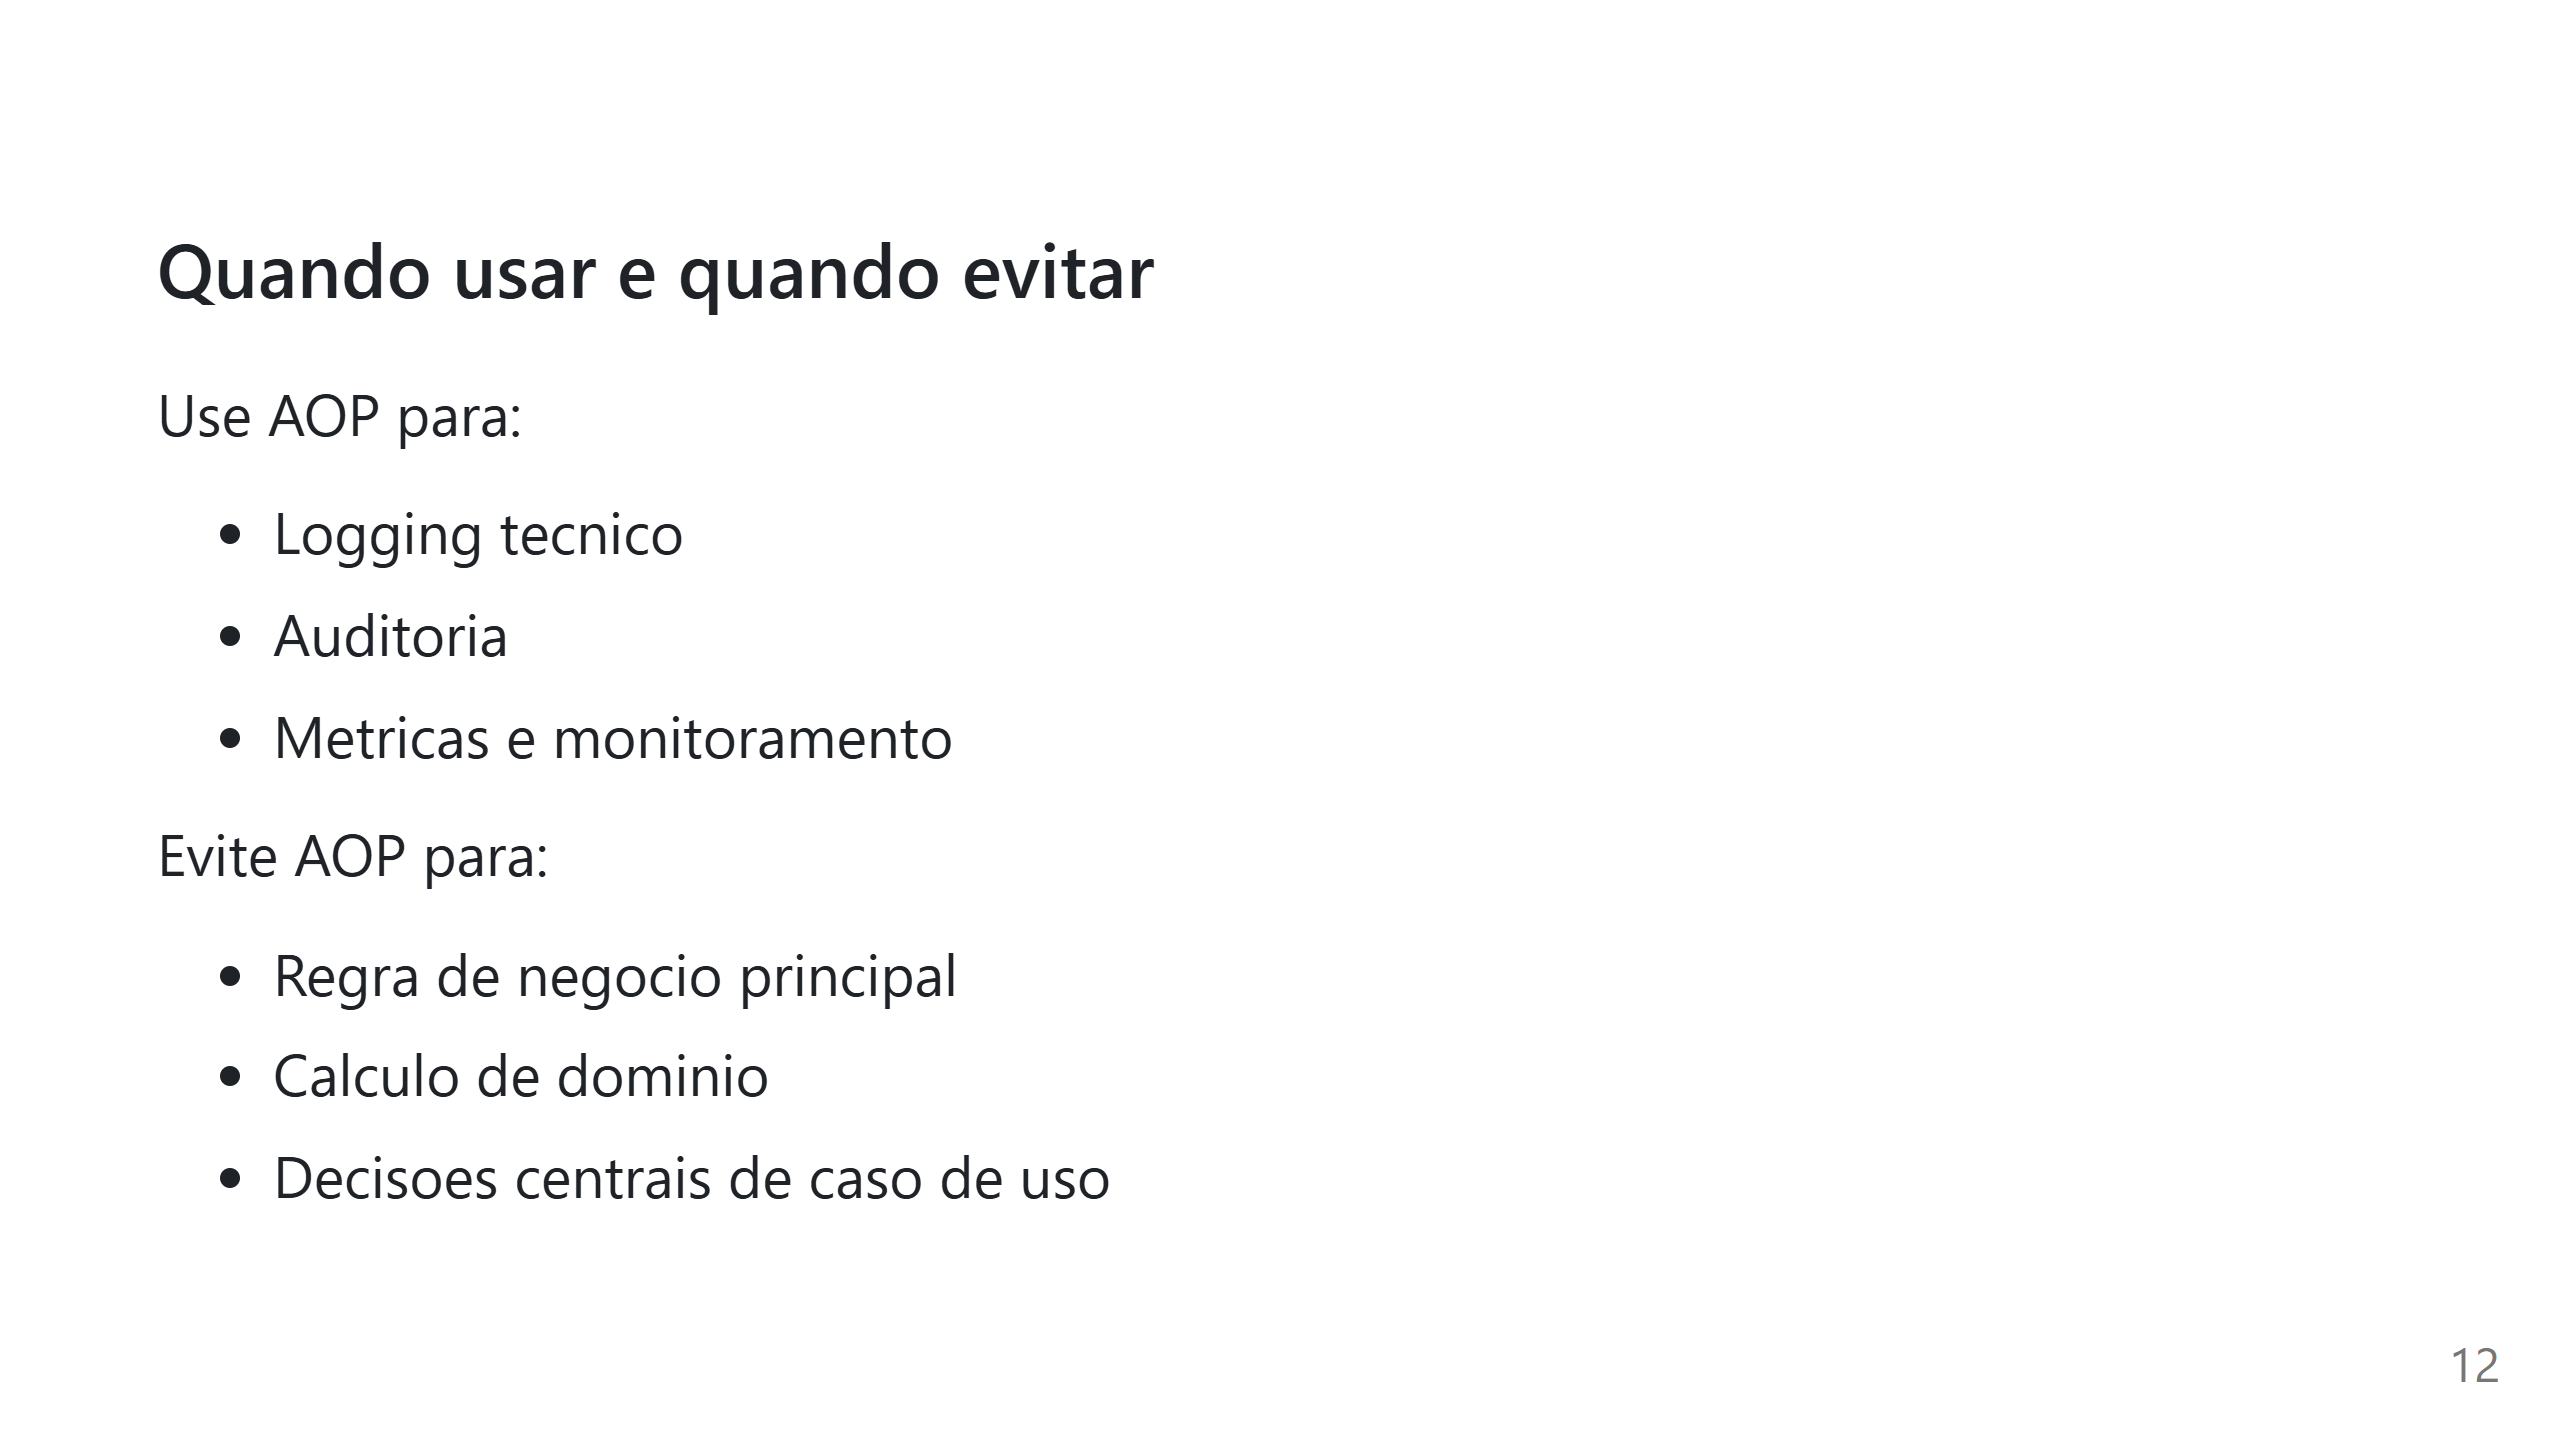 Quando usar e quando evitar
Use AOP para:
• Logging tecnico
• Auditoria
• Metricas e monitoramento
Evite AOP para:
• Regra de negocio principal
• Calculo de dominio
• Decisoes centrais de caso de uso
12